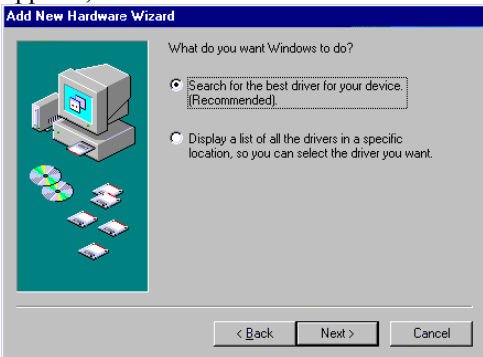 Add New Hardware Wizard
What do you want Windows to do?
Search for the best driver for your device.
(Recommended).
Display a list of all the drivers in a specific
location, so you can select the driver you want.
< Back
Next >
Cancel